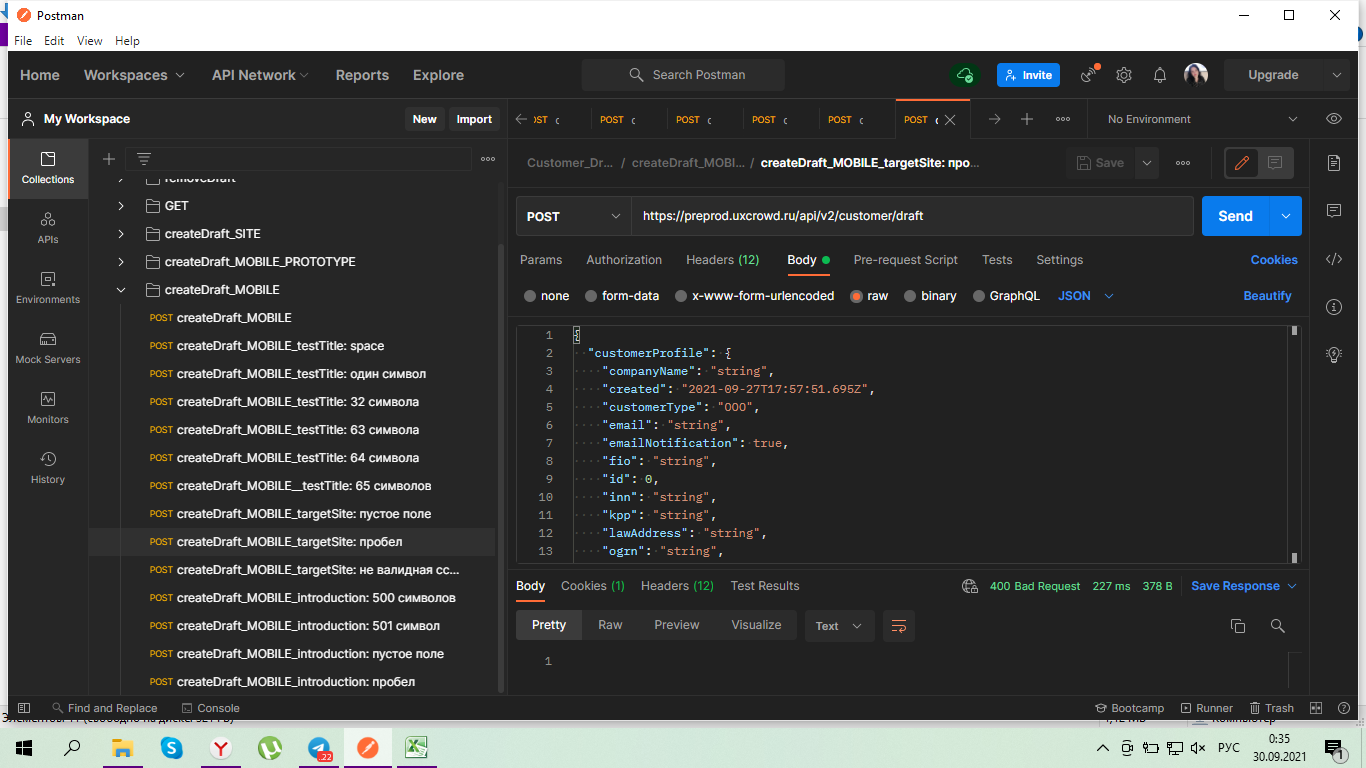 Postman
File Edit View Help
Home Workspaces API Network Reports Explore Search Postman Invite Upgrade
My Workspace New Import
POST POST POST POST POST No Environment
Customer_Dr... / createDraft_MOBI... / createDraft_MOBILE_targetSite: про... Save
Collections
APIs
Environments
Mock Servers
Monitors
History
removeDraft
GET
createDraft_SITE
createDraft_MOBILE_PROTOTYPE
createDraft_MOBILE
POST createDraft_MOBILE
POST createDraft_MOBILE_testTitle: space
POST createDraft_MOBILE_testTitle: один символ
POST createDraft_MOBILE_testTitle: 32 символа
POST createDraft_MOBILE_testTitle: 63 символа
POST createDraft_MOBILE_testTitle: 64 символа
POST createDraft_MOBILE__testTitle: 65 символов
POST createDraft_MOBILE_targetSite: пустое поле
POST createDraft_MOBILE_targetSite: пробел
POST createDraft_MOBILE_targetSite: не валидная сс...
POST createDraft_MOBILE_introduction: 500 символов
POST createDraft_MOBILE_introduction: 501 символ
POST createDraft_MOBILE_introduction: пустое поле
POST createDraft_MOBILE_introduction: пробел
POST https://preprod.uxcrowd.ru/api/v2/customer/draft Send
Params Authorization Headers (12) Body Pre-request Script Tests Settings Cookies
none form-data x-www-form-urlencoded raw binary GraphQL JSON Beautify
1 {
2 "customerProfile": {
3 "companyName": "string",
4 "created": "2021-09-27T17:57:51.695Z",
5 "customerType": "OOO",
6 "email": "string",
7 "emailNotification": true,
8 "fio": "string",
9 "id": 0,
10 "inn": "string",
11 "kpp": "string",
12 "lawAddress": "string",
13 "ogrn": "string",
Body Cookies (1) Headers (12) Test Results 400 Bad Request 227 ms 378 B Save Response
Pretty Raw Preview Visualize Text
1
Find and Replace Console Bootcamp Runner Trash
22
РУС
0:35
30.09.2021
1